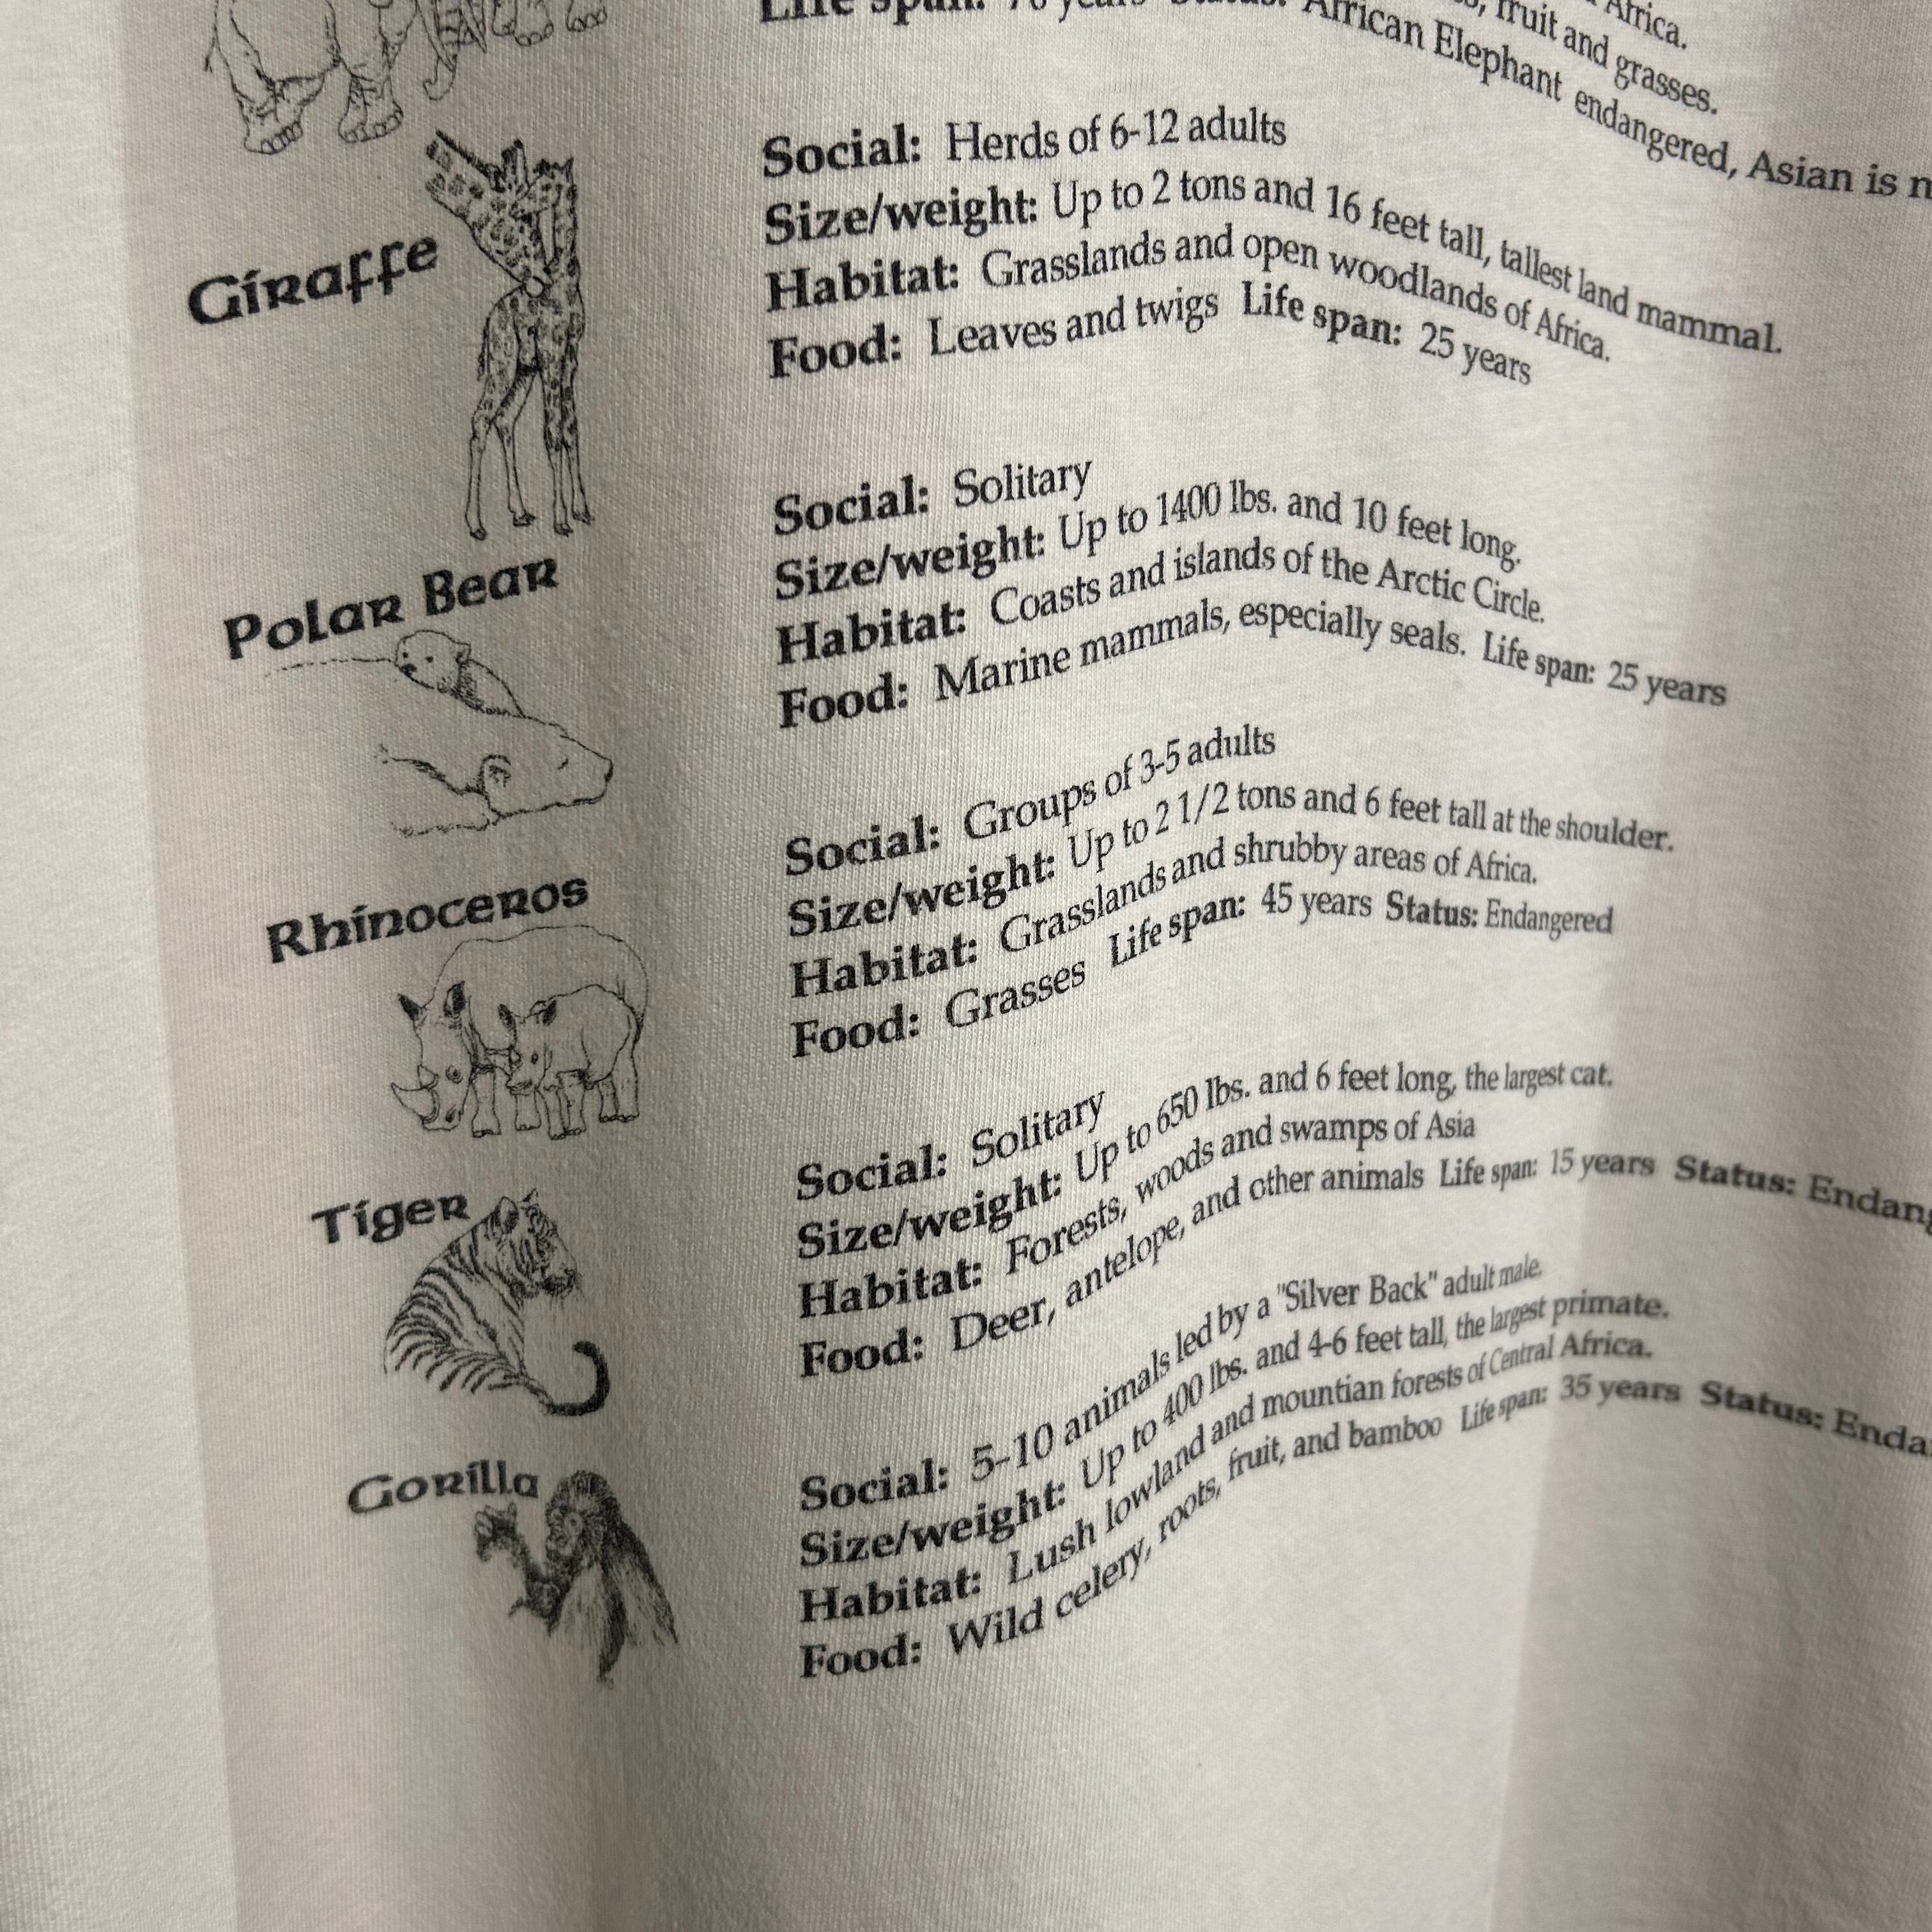 Africa.
fruit and grasses.
Life span: 70 years Status: African Elephant endangered, Asian is
Giraffe
Social: Herds of 6-12 adults
Size/weight: Up to 2 tons and 16 feet tall, tallest land mammal.
Habitat: Grasslands and open woodlands of Africa.
Food: Leaves and twigs Life span: 25 years
Polar Bear
Social: Solitary
Size/weight: Up to 1400 lbs. and 10 feet long.
Habitat: Coasts and islands of the Arctic Circle.
Food: Marine mammals, especially seals. Life span: 25 years
Rhinoceros
Social: Groups of 3-5 adults
Size/weight: Up to 2 1/2 tons and 6 feet tall at the shoulder.
Habitat: Grasslands and shrubby areas of Africa.
Food: Grasses Life span: 45 years Status: Endangered
Tiger
Social: Solitary
Size/weight: Up to 650 lbs. and 6 feet long, the largest cat.
Habitat: Forests, woods and swamps of Asia
Food: Deer, antelope, and other animals Life span: 15 years Status:
Gorilla
Social: 5-10 animals led by a "Silver Back" adult male.
Size/weight: Up to 400 lbs. and 4-6 feet tall, the largest primate.
Habitat: Lush lowland and mountian forests of Central Africa.
Food: Wild celery, roots, fruit, and bamboo Life span: 35 years Status: